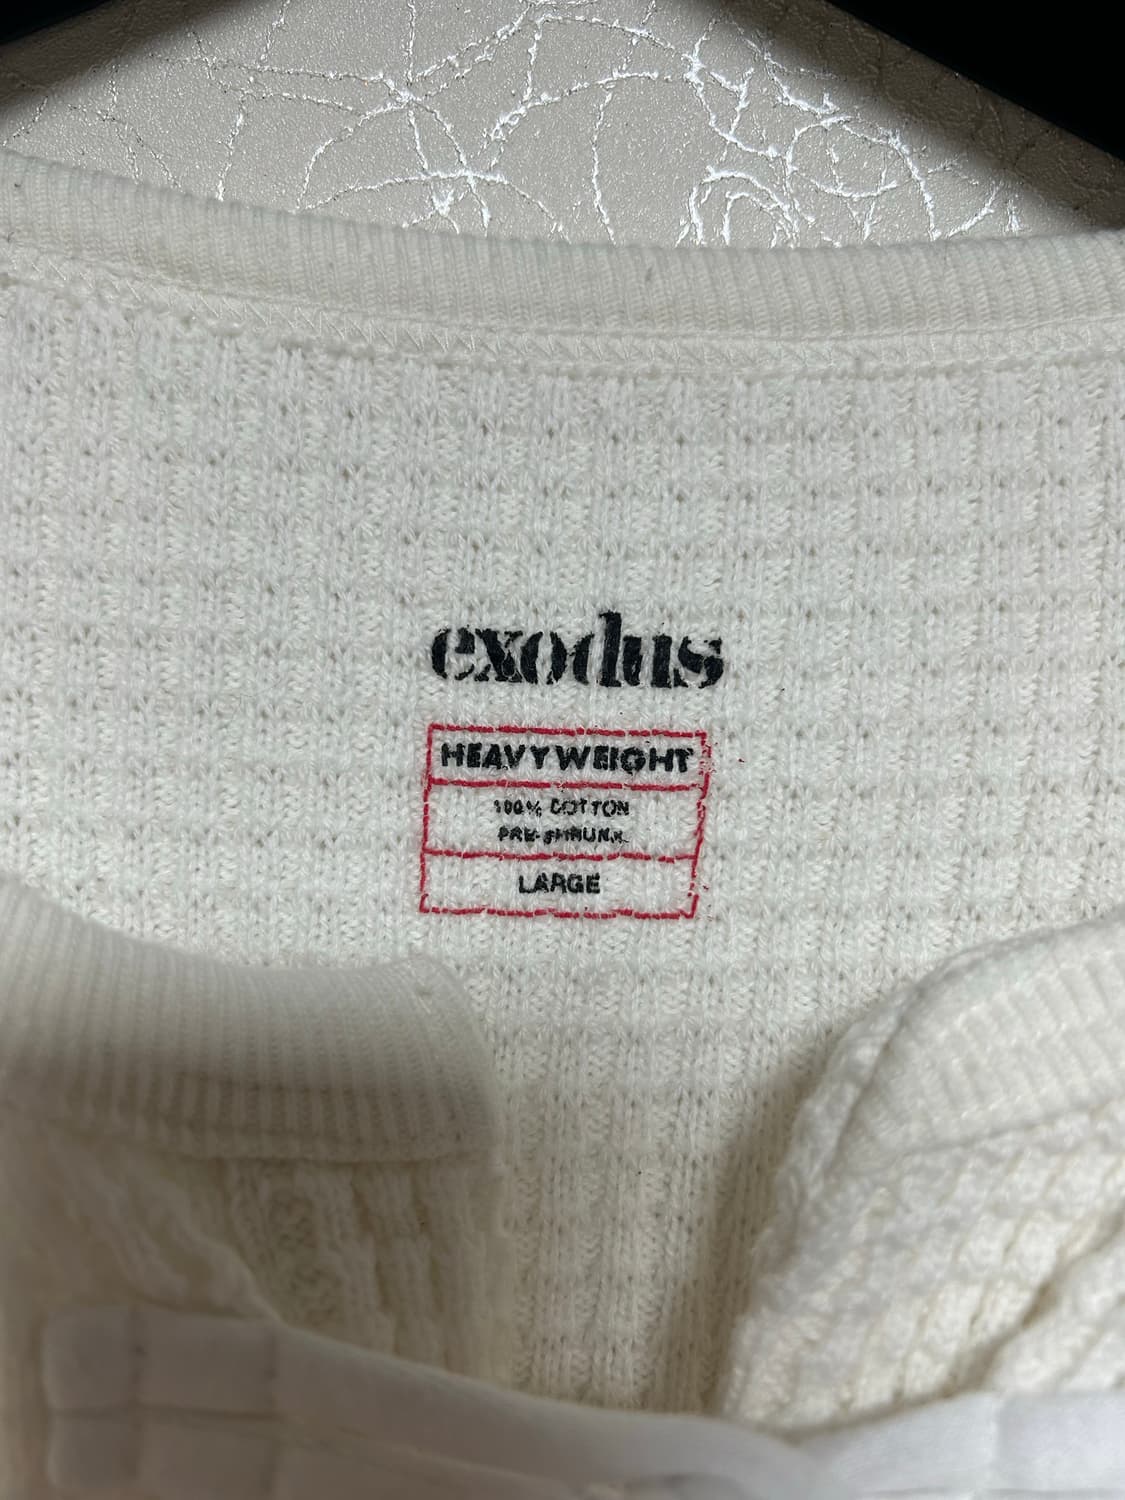 exodus
HEAVYWEIGHT
100% COTTON
PRE-SHRUNK
LARGE